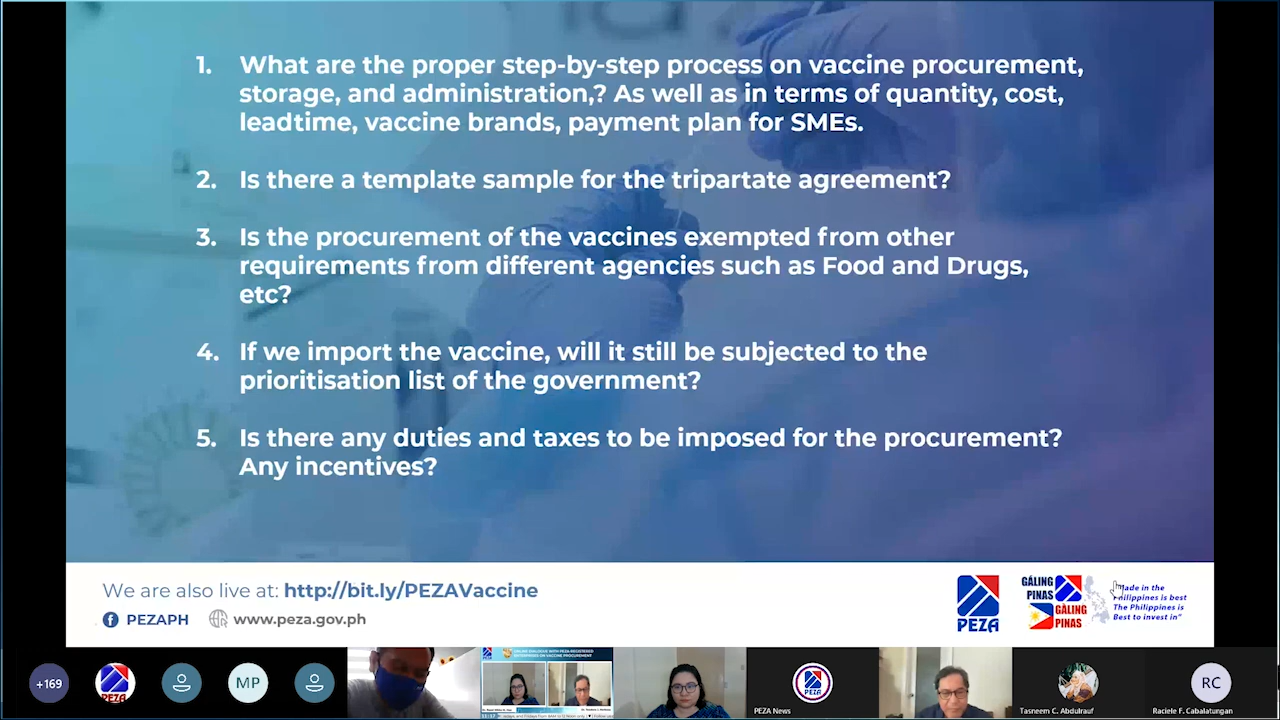 1. What are the proper step-by-step process on vaccine procurement,
storage, and administration,? As well as in terms of quantity, cost,
leadtime, vaccine brands, payment plan for SMEs.
2. Is there a template sample for the tripartate agreement?
3. Is the procurement of the vaccines exempted from other
requirements from different agencies such as Food and Drugs,
etc?
4. If we import the vaccine, will it still be subjected to the
prioritisation list of the government?
5. Is there any duties and taxes to be imposed for the procurement?
Any incentives?
We are also live at: http://bit.ly/PEZAVaccine
PEZAPH www.peza.gov.ph
PEZA
GALING
PINAS
GALING
PINAS
"Made in the
Philippines is best
The Philippines is
Best to invest in"
+169
PEZA
MP
PEZA
PEZA News
Tasneem C. Abdulrauf
RC
Raciele F. Cabalatungan